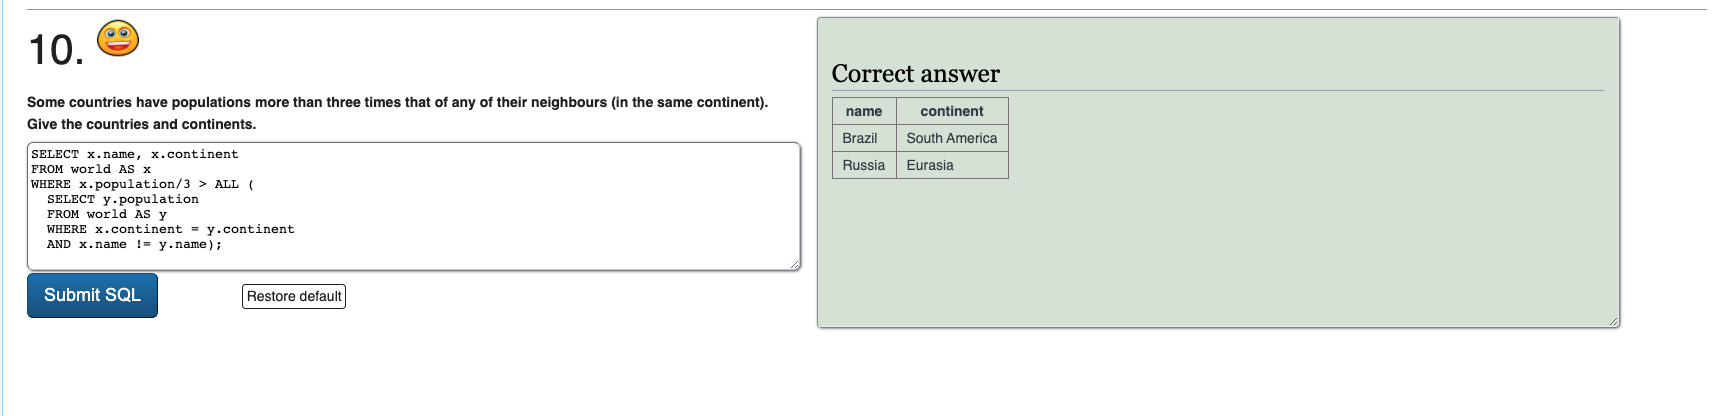 10.
Some countries have populations more than three times that of any of their neighbours (in the same continent).
Give the countries and continents.
SELECT x.name, x.continent
FROM world AS x
WHERE x.population/3 > ALL (
  SELECT y.population
  FROM world AS y
  WHERE x.continent = y.continent
  AND x.name != y.name);
Submit SQL
Restore default
Correct answer
name continent
Brazil South America
Russia Eurasia